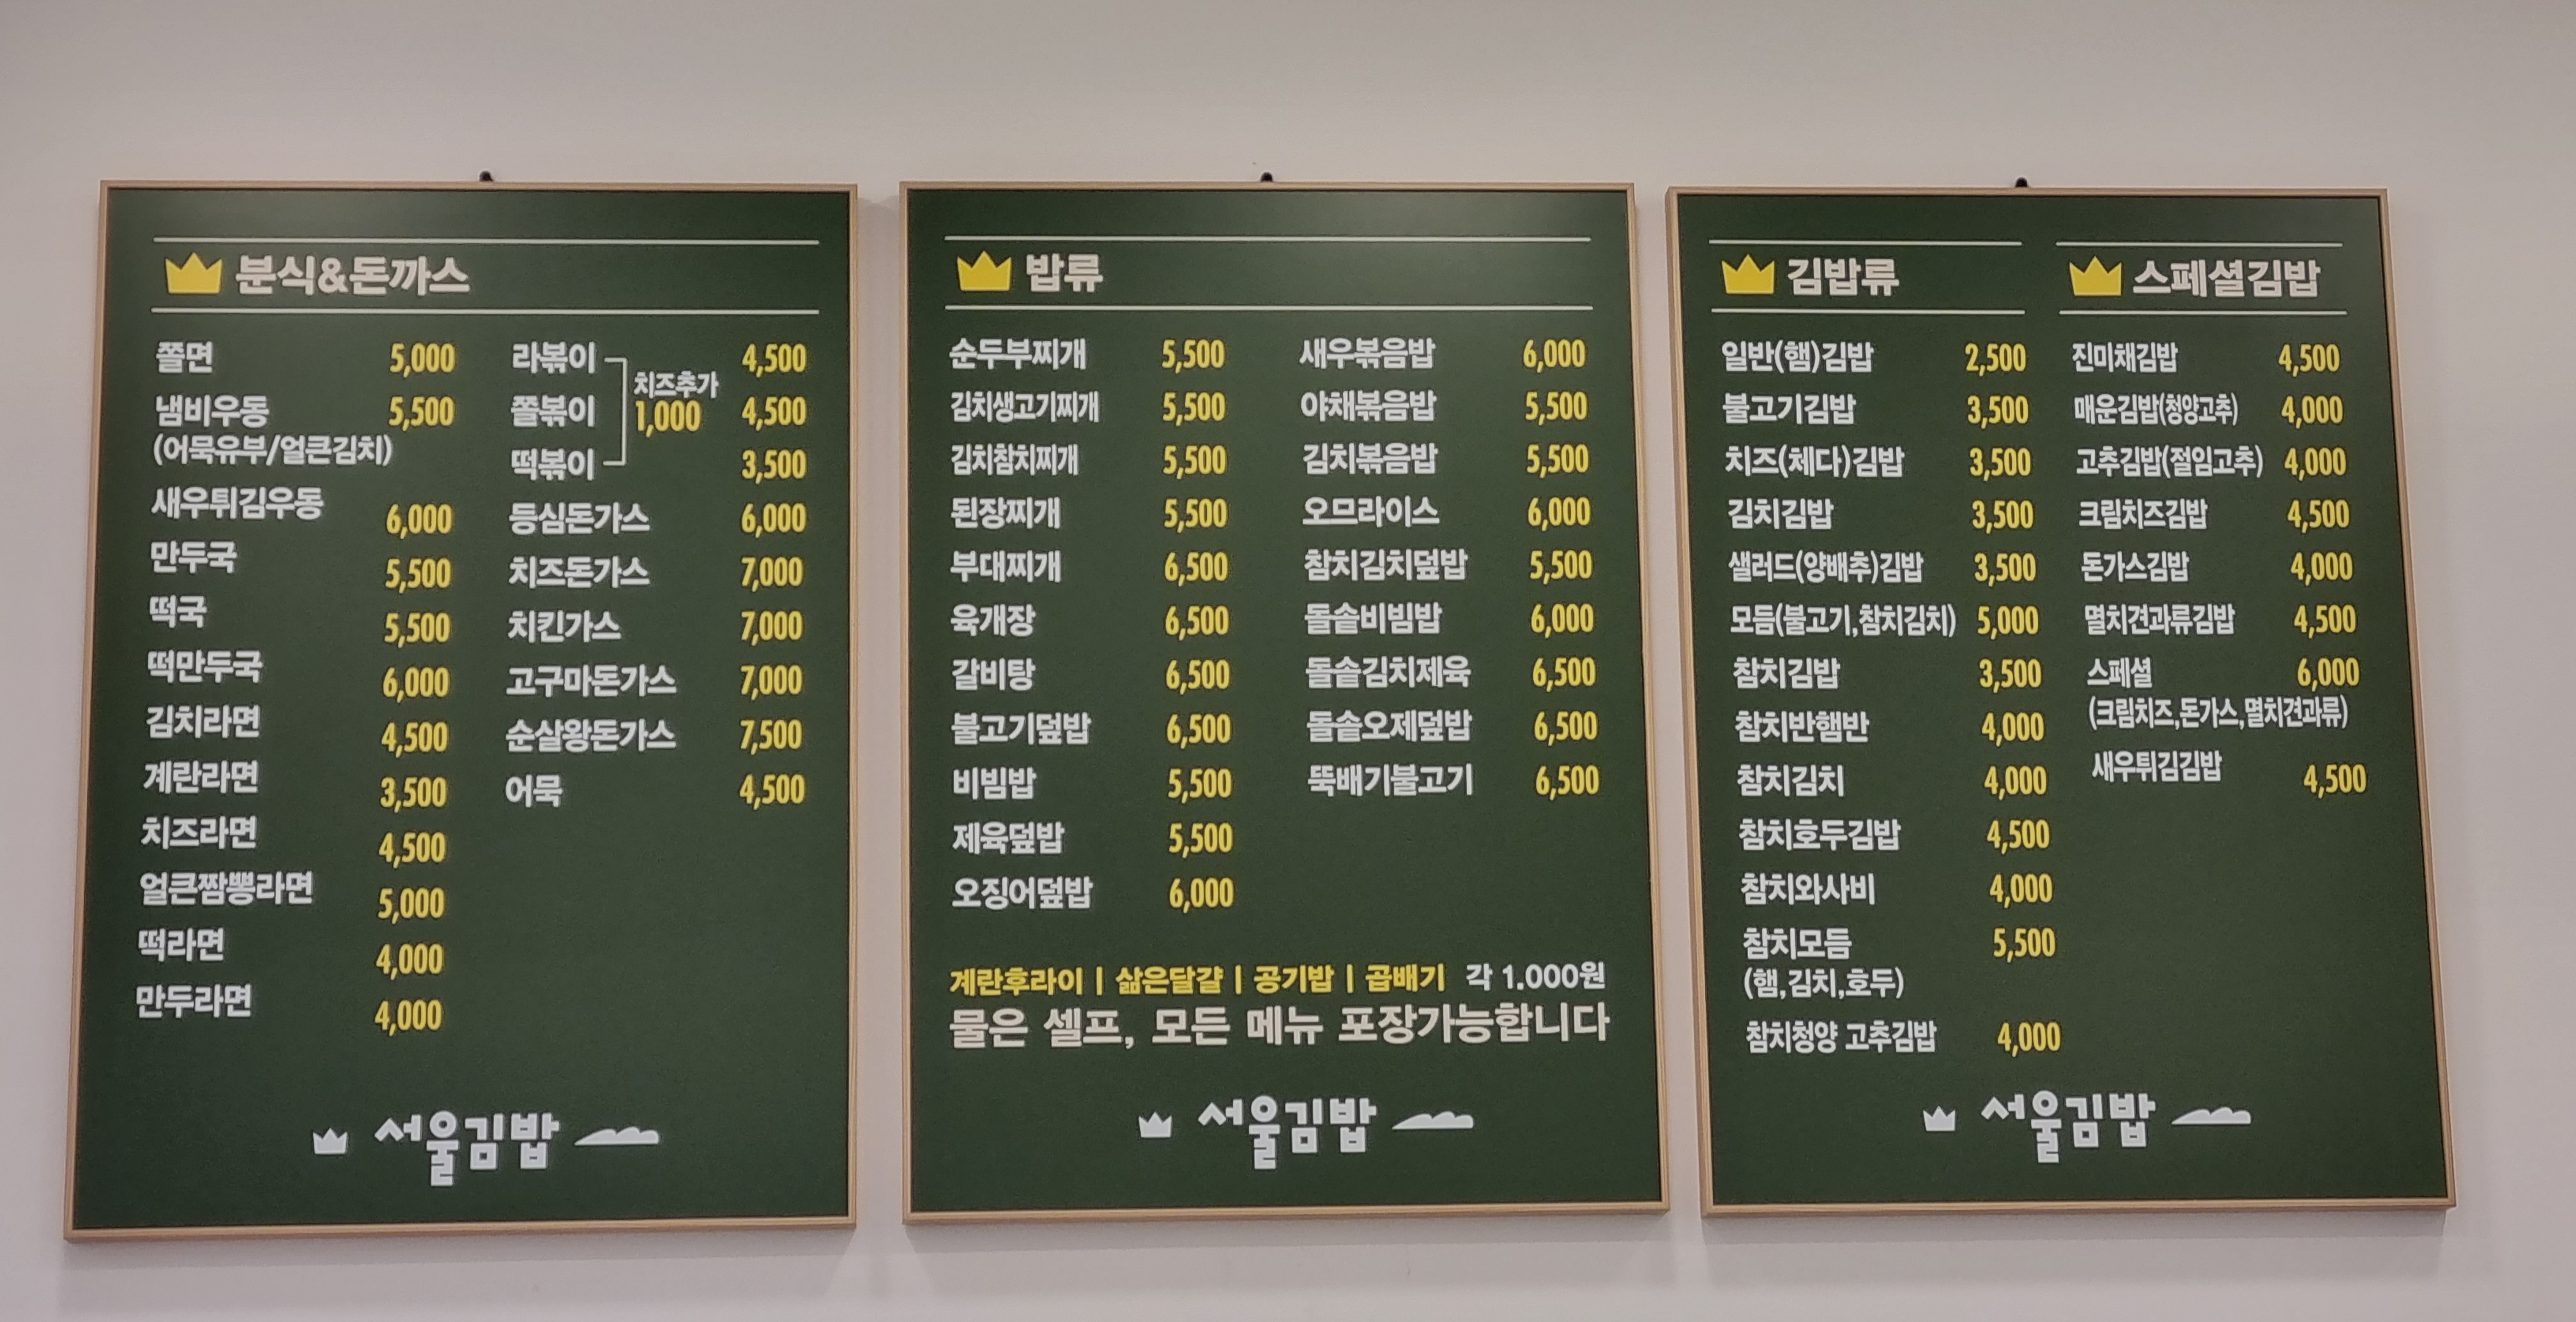 분식&돈까스
쫄면 5,000
냄비우동 5,500
(어묵유부/얼큰김치)
새우튀김우동 6,000
만두국 5,500
떡국 5,500
떡만두국 6,000
김치라면 4,500
계란라면 3,500
치즈라면 4,500
얼큰짬뽕라면 5,000
떡라면 4,000
만두라면 4,000
라볶이 4,500
치즈추가
쫄볶이 1,000 4,500
떡볶이 3,500
등심돈가스 6,000
치즈돈가스 7,000
치킨가스 7,000
고구마돈가스 7,000
순살왕돈가스 7,500
어묵 4,500
서울김밥
밥류
순두부찌개 5,500
김치생고기찌개 5,500
김치참치찌개 5,500
된장찌개 5,500
부대찌개 6,500
육개장 6,500
갈비탕 6,500
불고기덮밥 6,500
비빔밥 5,500
제육덮밥 5,500
오징어덮밥 6,000
새우볶음밥 6,000
야채볶음밥 5,500
김치볶음밥 5,500
오므라이스 6,000
참치김치덮밥 5,500
돌솥비빔밥 6,000
돌솥김치제육 6,500
돌솥오제덮밥 6,500
뚝배기불고기 6,500
계란후라이 | 삶은달걀 | 공기밥 | 곱배기 각 1.000원
물은 셀프, 모든 메뉴 포장가능합니다
서울김밥
김밥류
일반(햄)김밥 2,500
불고기김밥 3,500
치즈(체다)김밥 3,500
김치김밥 3,500
샐러드(양배추)김밥 3,500
모듬(불고기,참치김치) 5,000
참치김밥 3,500
참치반햄반 4,000
참치김치 4,000
참치호두김밥 4,500
참치와사비 4,000
참치모듬 5,500
(햄,김치,호두)
참치청양 고추김밥 4,000
스페셜김밥
진미채김밥 4,500
매운김밥(청양고추) 4,000
고추김밥(절임고추) 4,000
크림치즈김밥 4,500
돈가스김밥 4,000
멸치견과류김밥 4,500
스페셜 6,000
(크림치즈,돈가스,멸치견과류)
새우튀김김밥 4,500
서울김밥